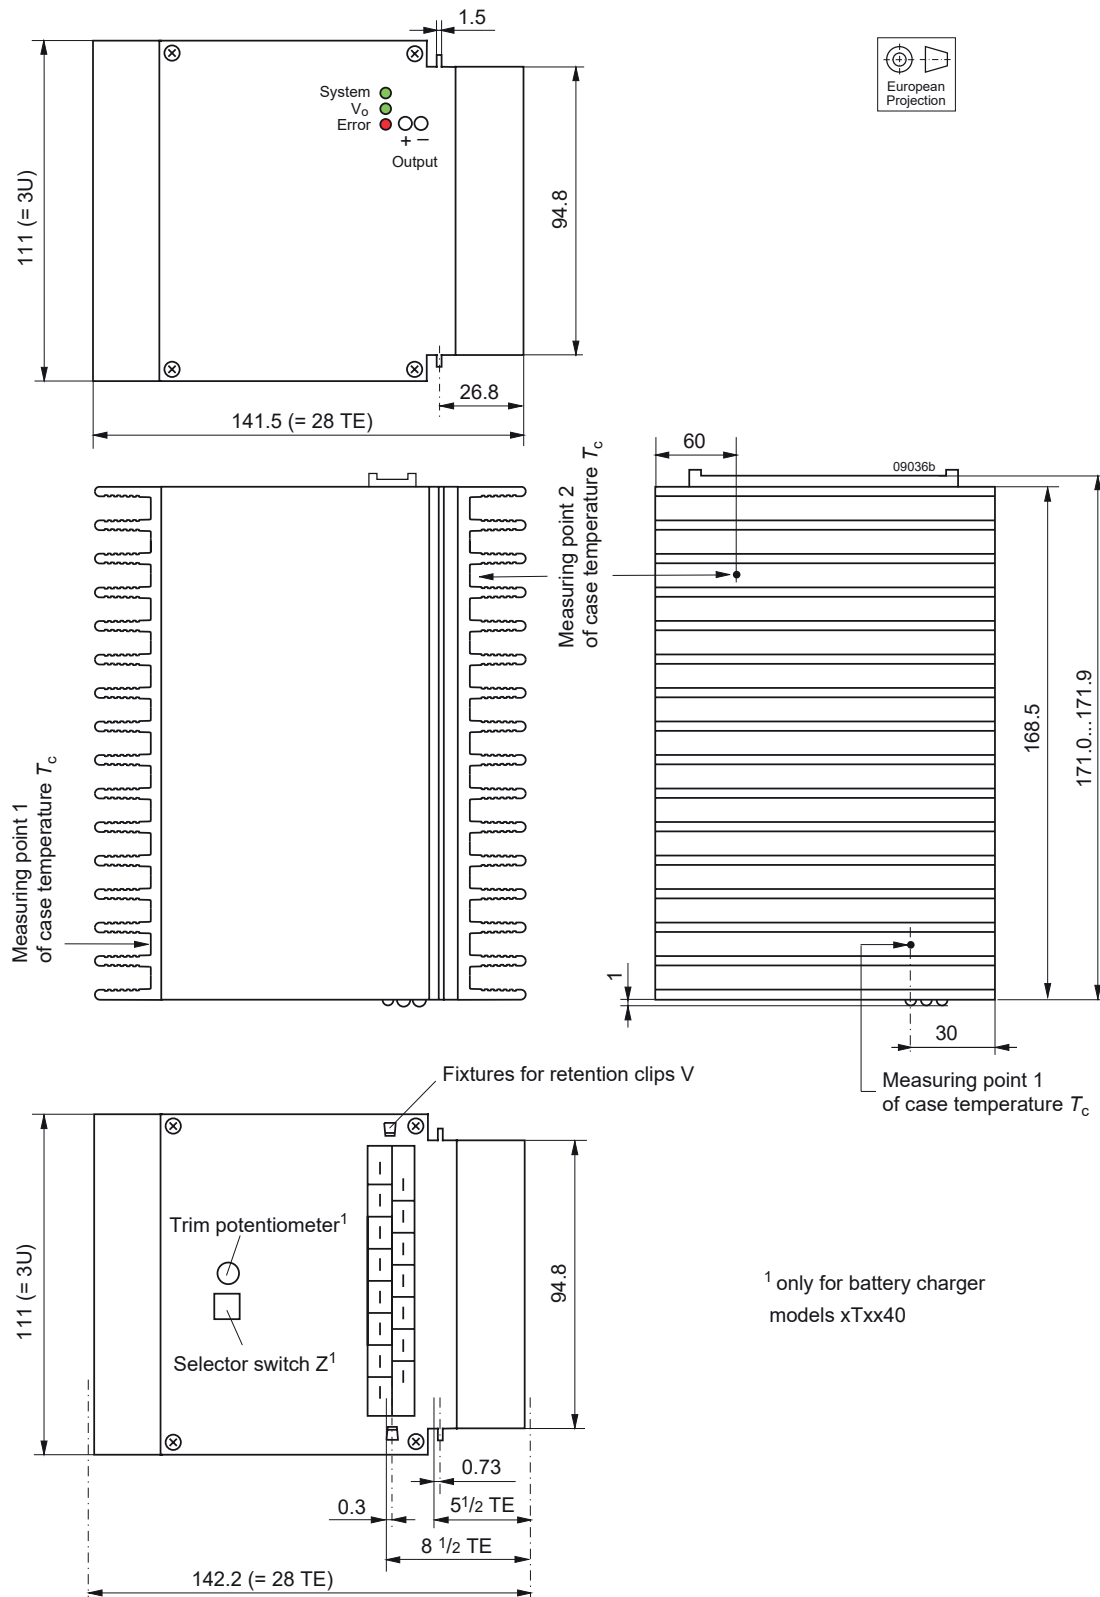 1.5
European
Projection
System
Vo
Error
+ −
Output
111 (= 3U)
94.8
26.8
141.5 (= 28 TE)
60
09036b
Measuring point 2
of case temperature Tc
168.5
171.0...171.9
Measuring point 1
of case temperature Tc
1
30
Measuring point 1
of case temperature Tc
Fixtures for retention clips V
Trim potentiometer1
111 (= 3U)
94.8
Selector switch Z1
1 only for battery charger
models xTxx40
0.73
0.3
51/2 TE
8 1/2 TE
142.2 (= 28 TE)